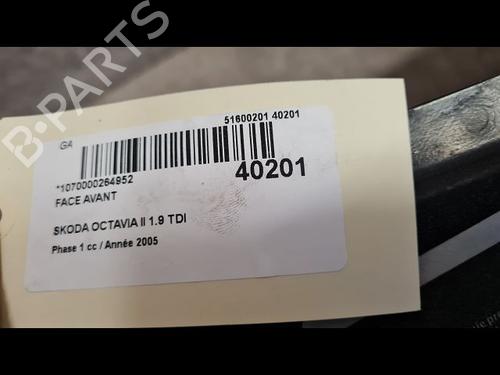 B-PARTS
GA
51600201 40201
*1070000264952
40201
FACE AVANT
SKODA OCTAVIA II 1.9 TDI
Phase 1 cc / Année 2005